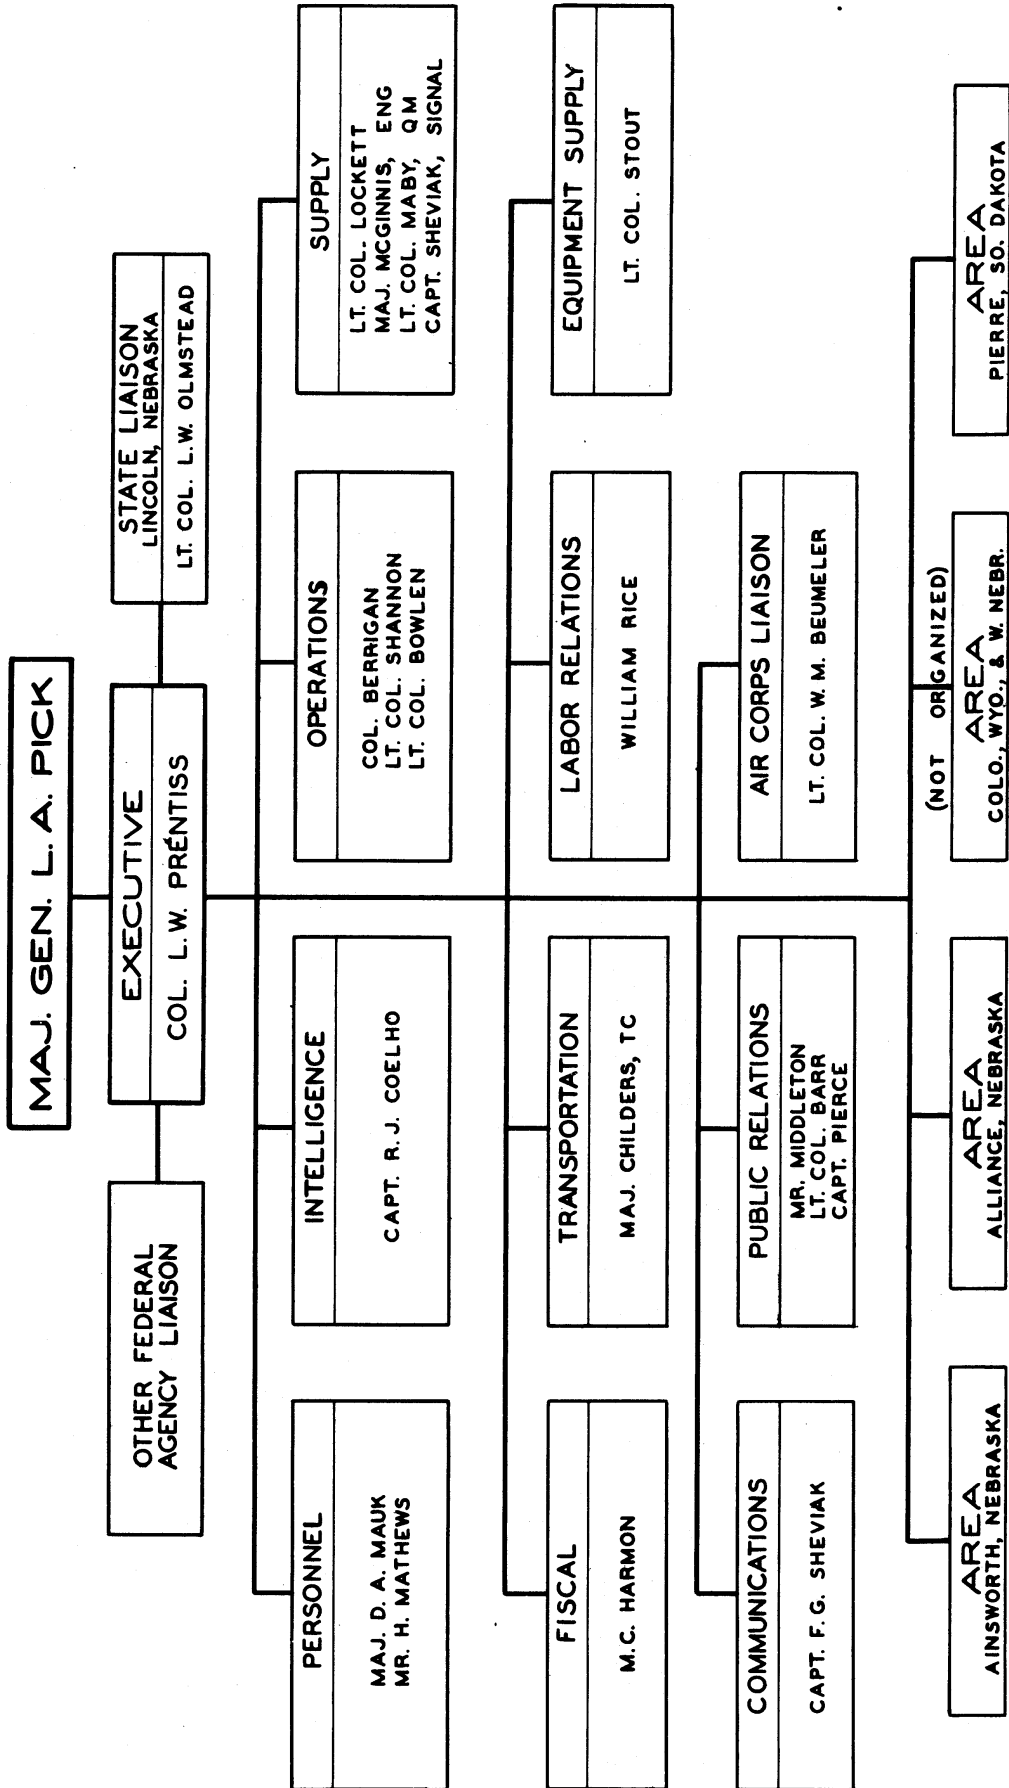 MAJ. GEN. L. A. PICK
OTHER FEDERAL
AGENCY LIAISON
EXECUTIVE
COL. L.W. PRENTISS
STATE LIAISON
LINCOLN, NEBRASKA
LT. COL. L.W. OLMSTEAD
PERSONNEL
MAJ. D. A. MAUK
MR. H. MATHEWS
INTELLIGENCE
CAPT. R. J. COELHO
OPERATIONS
COL. BERRIGAN
LT. COL. SHANNON
LT. COL. BOWLEN
SUPPLY
LT. COL. LOCKETT
MAJ. MCGINNIS, ENG
LT. COL. MABY, QM
CAPT. SHEVIAK, SIGNAL
FISCAL
M.C. HARMON
TRANSPORTATION
MAJ. CHILDERS, TC
LABOR RELATIONS
WILLIAM RICE
EQUIPMENT SUPPLY
LT. COL. STOUT
COMMUNICATIONS
CAPT. F.G. SHEVIAK
PUBLIC RELATIONS
MR. MIDDLETON
LT. COL. BARR
CAPT. PIERCE
AIR CORPS LIAISON
LT. COL. W. M. BEUMELER
AREA
AINSWORTH, NEBRASKA
AREA
ALLIANCE, NEBRASKA
(NOT ORGANIZED)
AREA
COLO., WYO., & W. NEBR.
AREA
PIERRE, SO. DAKOTA